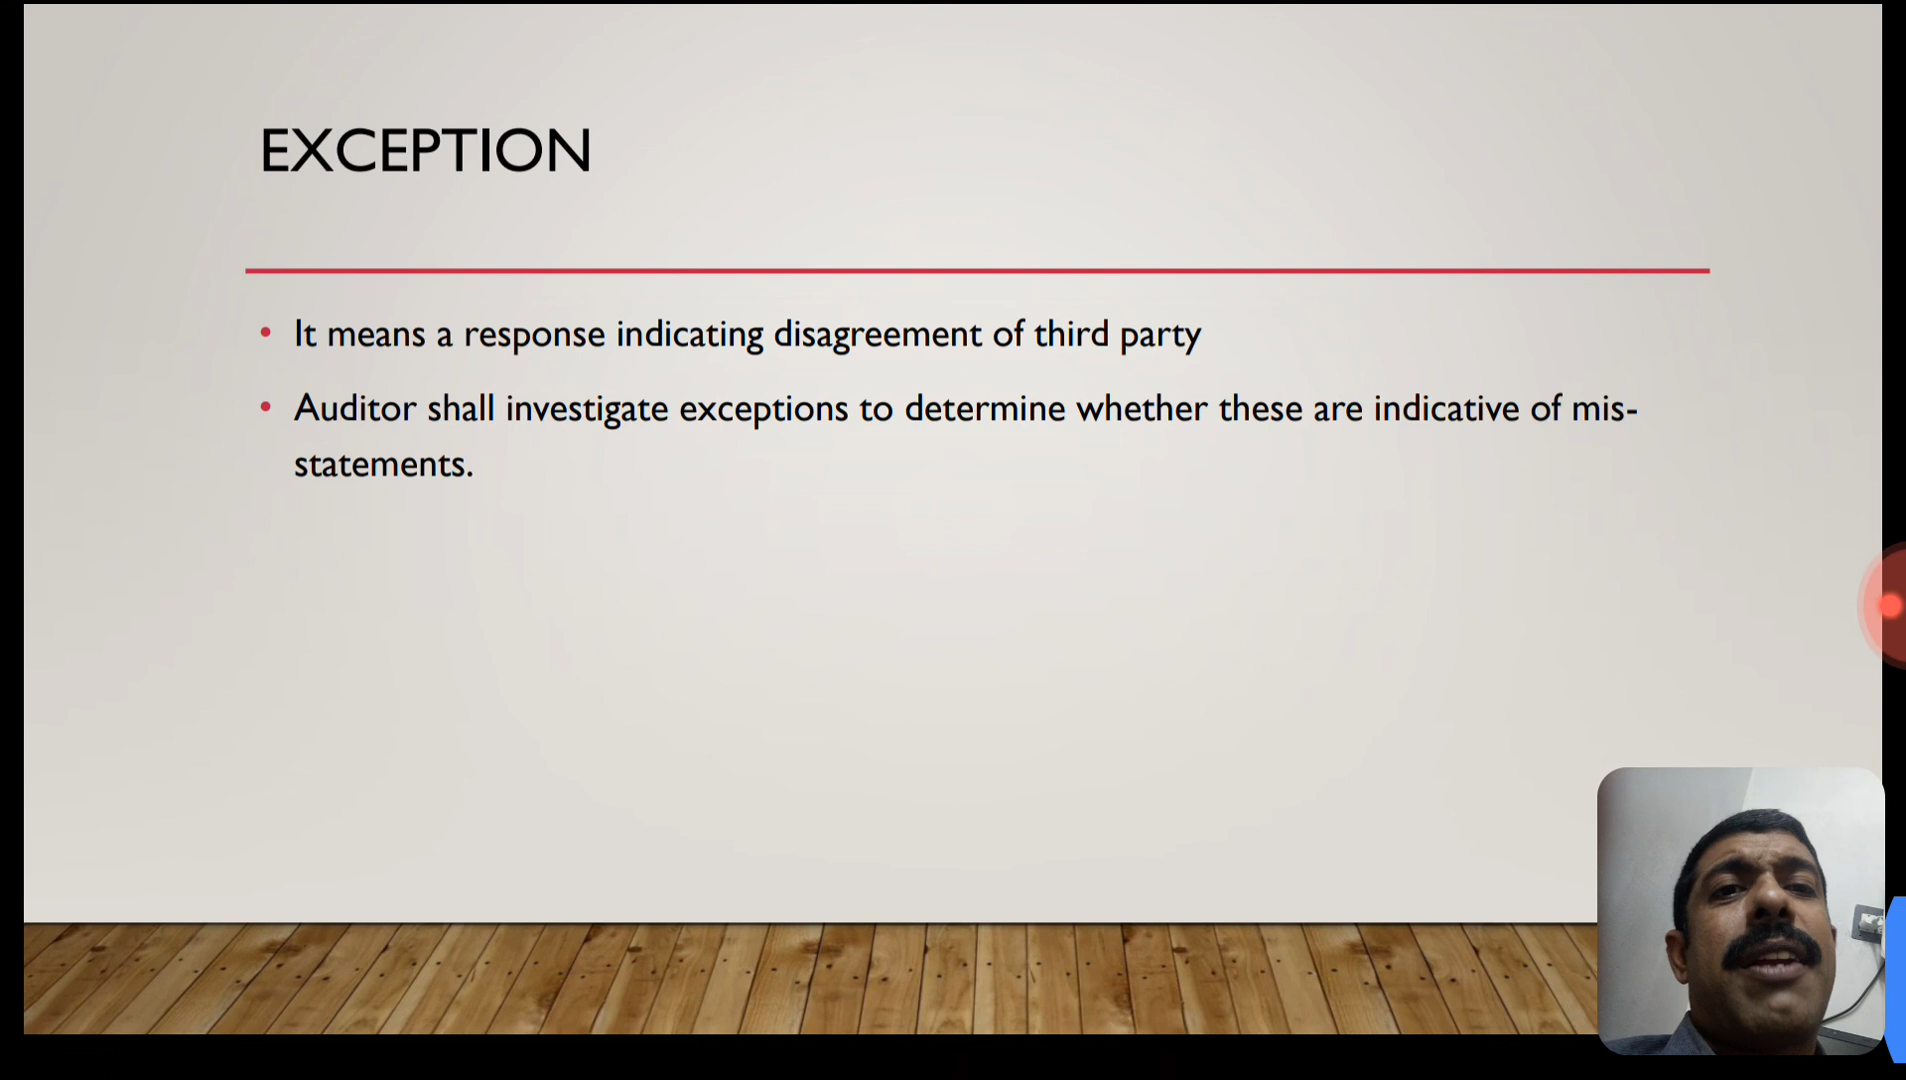 EXCEPTION
• It means a response indicating disagreement of third party
• Auditor shall investigate exceptions to determine whether these are indicative of mis-
statements.